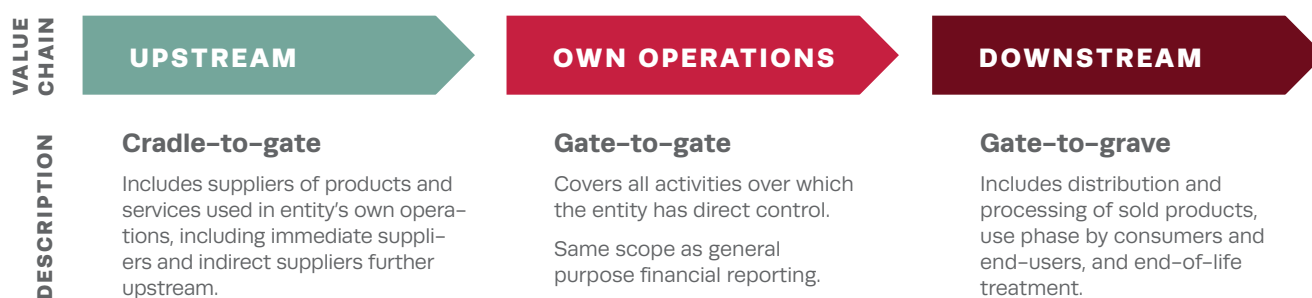 VALUE
CHAIN
UPSTREAM
OWN OPERATIONS
DOWNSTREAM
DESCRIPTION
Cradle-to-gate
Includes suppliers of products and
services used in entity's own opera-
tions, including immediate suppli-
ers and indirect suppliers further
upstream.
Gate-to-gate
Covers all activities over which
the entity has direct control.
Same scope as general
purpose financial reporting.
Gate-to-grave
Includes distribution and
processing of sold products,
use phase by consumers and
end-users, and end-of-life
treatment.